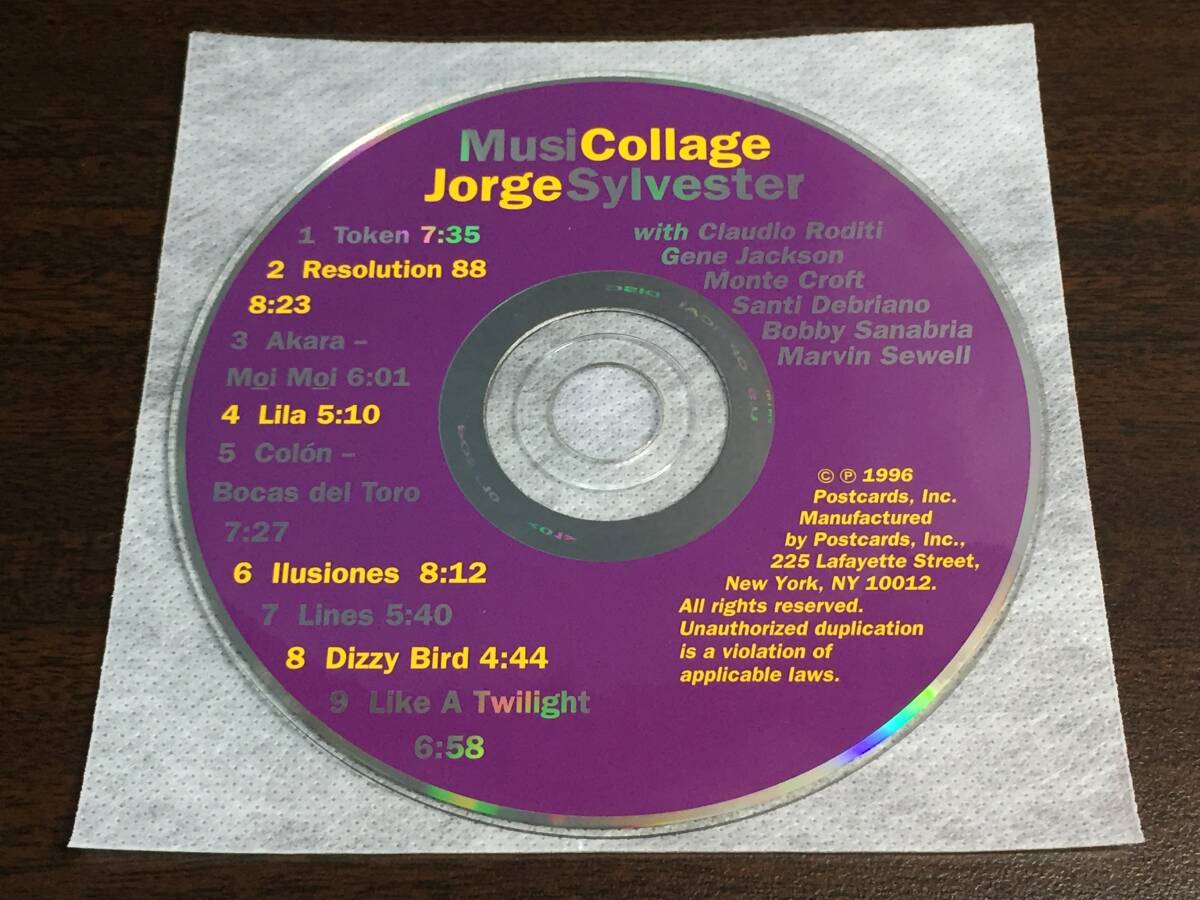 MusiCollage
Jorge Sylvester
1 Token 7:35
2 Resolution 88
8:23
3 Akara –
Mọi Mọi 6:01
4 Lila 5:10
5 Colón –
Bocas del Toro
7:27
6 Ilusiones 8:12
7 Lines 5:40
8 Dizzy Bird 4:44
9 Like A Twilight
6:58
with Claudio Roditi
Gene Jackson
Monte Croft
Santi Debriano
Bobby Sanabria
Marvin Sewell
© ℗ 1996
Postcards, Inc.
Manufactured
by Postcards, Inc.,
225 Lafayette Street,
New York, NY 10012.
All rights reserved.
Unauthorized duplication
is a violation of
applicable laws.